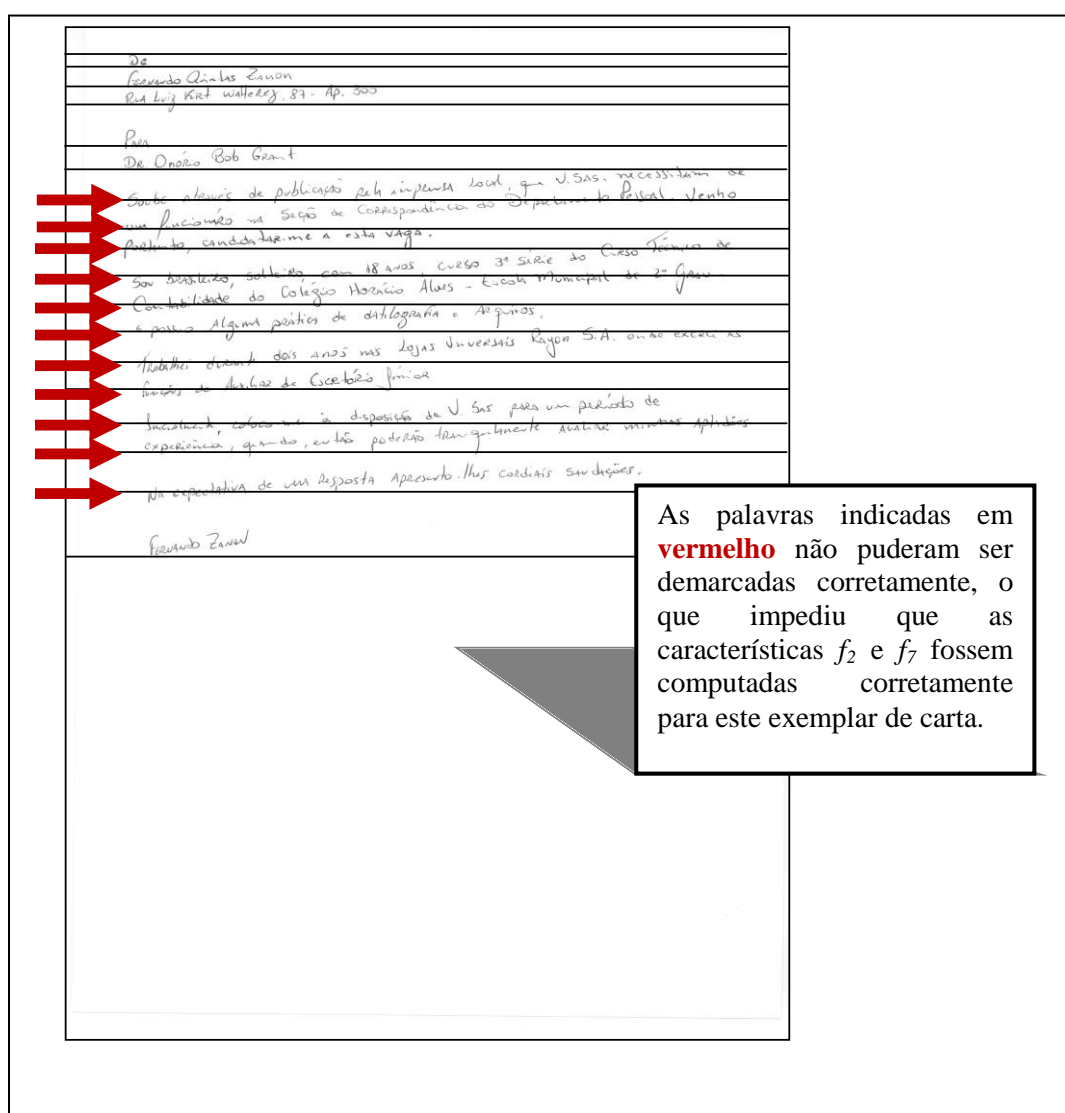 De
Fernando Quintas Zanon
Rua Luiz Kirt Watterez, 87 - Ap. 300
Para
Dr. Onório Bob Grant
Soube através de publicação pela imprensa local, que V.Sas. necessitam de
um funcionário na Seção de Correspondência do Departamento Pessoal. Venho
portanto, candidatar-me a esta vaga.
Sou brasileiro, solteiro, com 18 anos, curso 3ª Série do Curso Técnico de
Contabilidade do Colégio Horácio Alves - Escola Municipal de 2º Grau -
e possuo alguma prática de datilografia e arquivos.
Trabalhei durante dois anos nas Lojas Universais Rayon S.A. exerci as
funções de Auxiliar de Escritório Júnior
Inicialmente, coloco-me à disposição de V. Sas para um período de
experiência, quando, então poderão tranquilamente avaliar minhas aptidões
Na expectativa de um resposta apresento-lhes cordiais saudações.
Fernando Zanon
As palavras indicadas em
vermelho não puderam ser
demarcadas corretamente, o
que impediu que as
características f2 e f7 fossem
computadas corretamente
para este exemplar de carta.